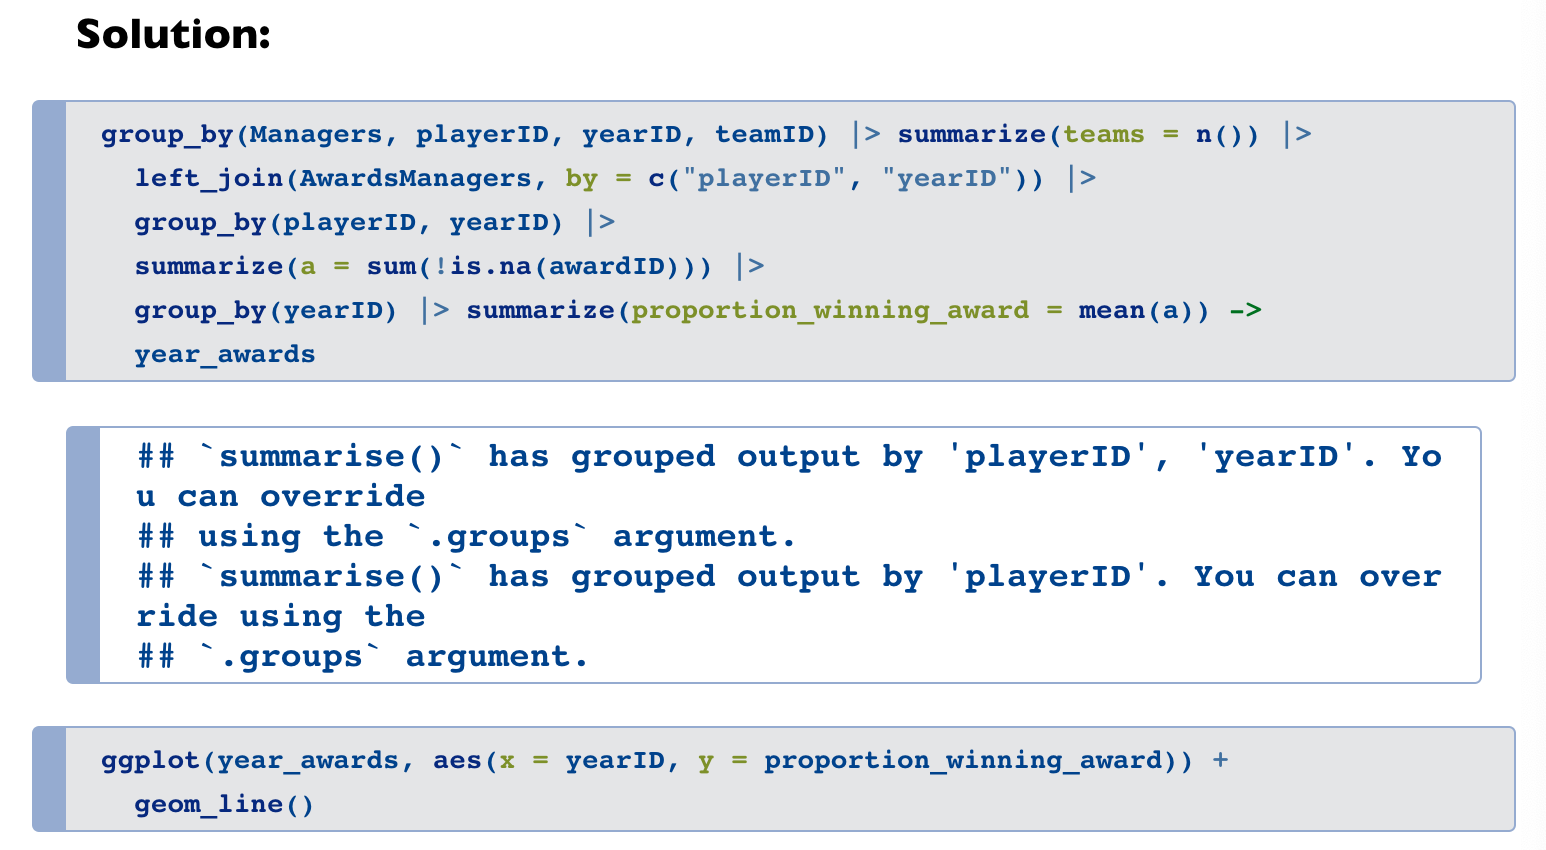 Solution:
group_by(Managers, playerID, yearID, teamID) |> summarize(teams = n()) |>
  left_join(AwardsManagers, by = c("playerID", "yearID")) |>
  group_by(playerID, yearID) |>
  summarize(a = sum(!is.na(awardID))) |>
  group_by(yearID) |> summarize(proportion_winning_award = mean(a)) ->
  year_awards
## `summarise()` has grouped output by 'playerID', 'yearID'. Yo
u can override
## using the `.groups` argument.
## `summarise()` has grouped output by 'playerID'. You can over
ride using the
## `.groups` argument.
ggplot(year_awards, aes(x = yearID, y = proportion_winning_award)) +
  geom_line()